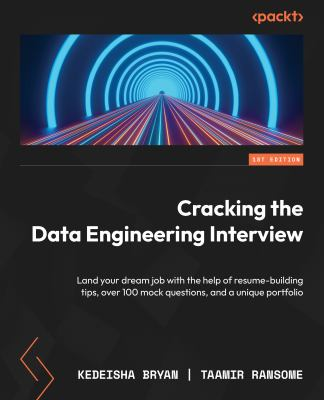 <packt>
1ST EDITION
Cracking the
Data Engineering Interview
Land your dream job with the help of resume-building
tips, over 100 mock questions, and a unique portfolio
KEDEISHA BRYAN | TAAMIR RANSOME